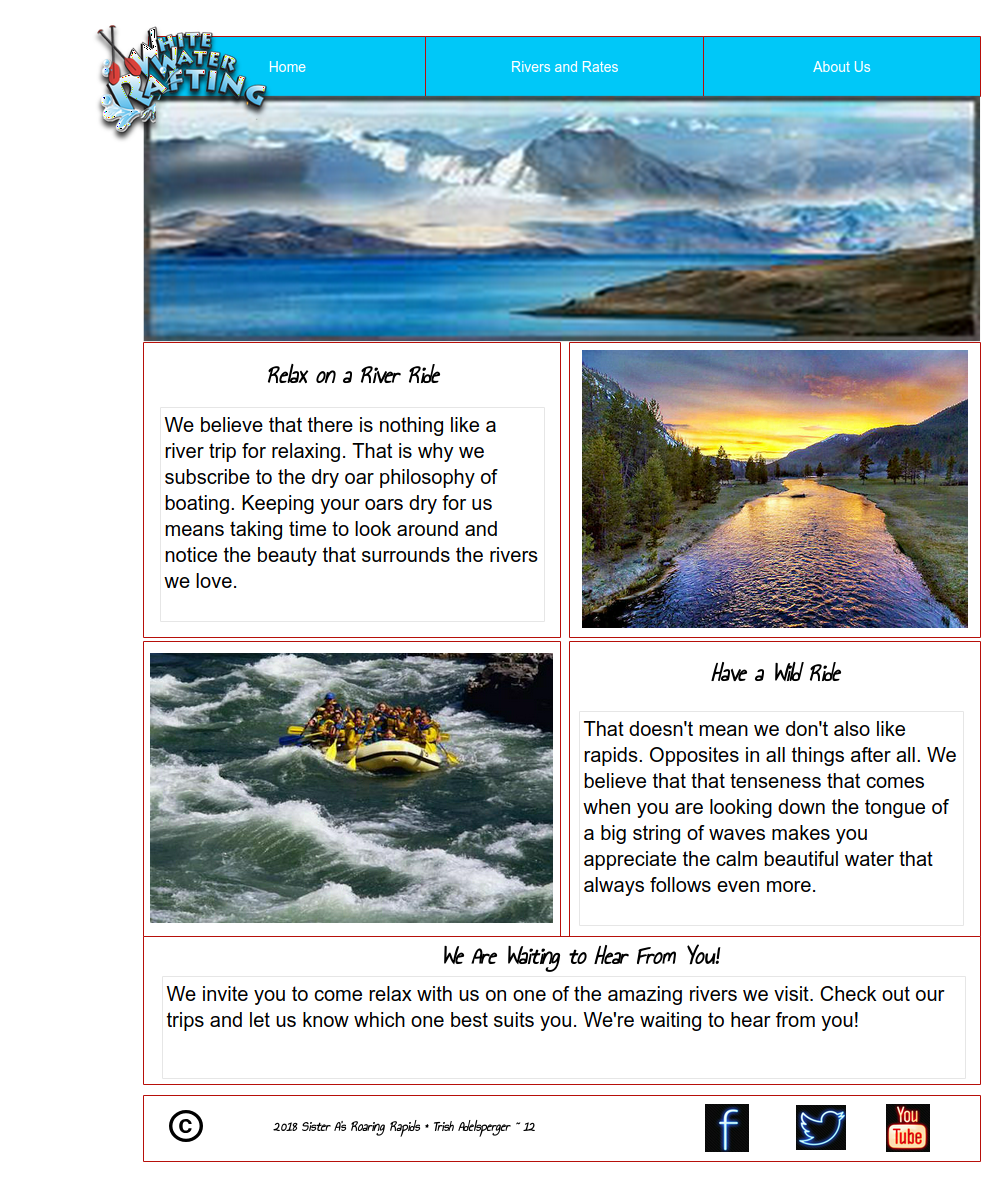 WHITE
WATER
RAFTING
Home
Rivers and Rates
About Us
Relax on a River Ride
We believe that there is nothing like a
river trip for relaxing. That is why we
subscribe to the dry oar philosophy of
boating. Keeping your oars dry for us
means taking time to look around and
notice the beauty that surrounds the rivers
we love.
Have a Wild Ride
That doesn't mean we don't also like
rapids. Opposites in all things after all. We
believe that that tenseness that comes
when you are looking down the tongue of
a big string of waves makes you
appreciate the calm beautiful water that
always follows even more.
We Are Waiting to Hear From You!
We invite you to come relax with us on one of the amazing rivers we visit. Check out our
trips and let us know which one best suits you. We're waiting to hear from you!
© 2018 Sister A's Roaring Rapids * Trish Adelsperger ~ 12
f
You
Tube